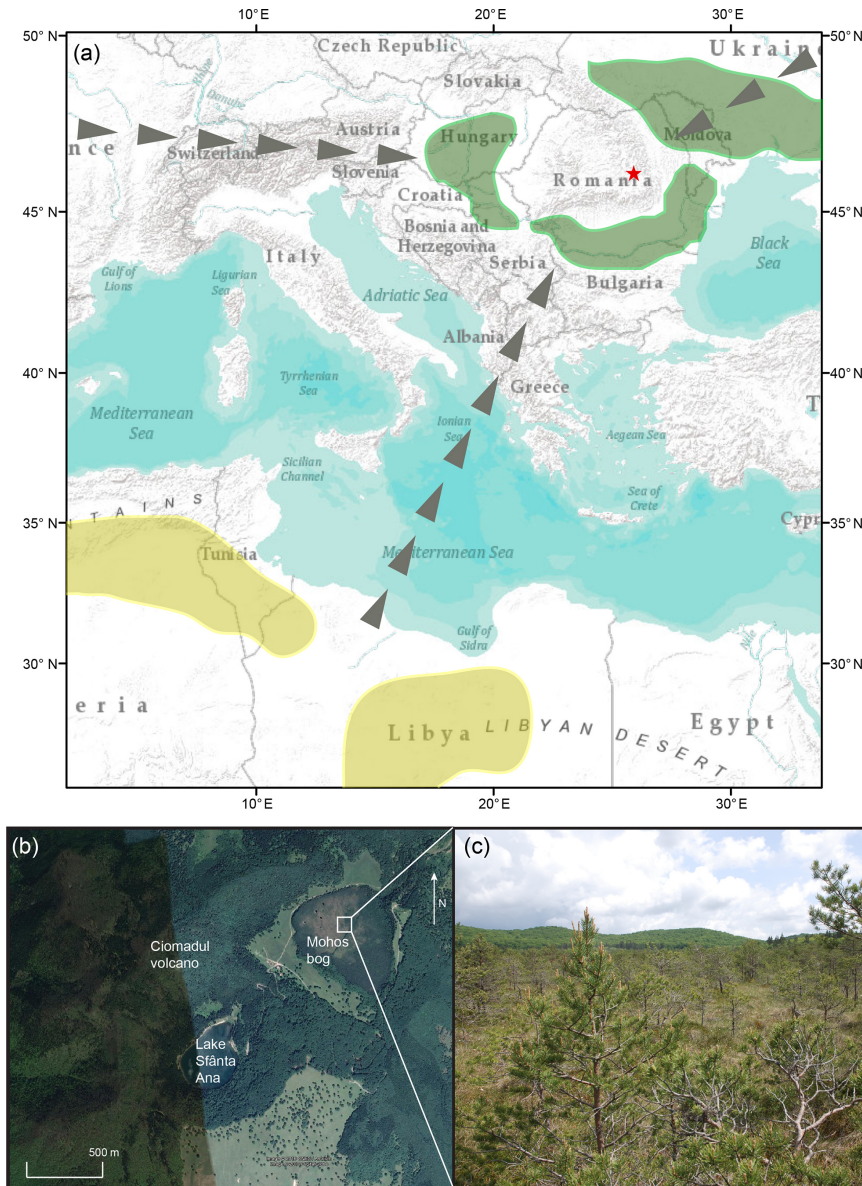 10° E
20° E
30° E
50° N
50° N
(a)
Czech Republic
Ukraine
Rhine
Danube
Slovakia
Austria
Hungary
Moldova
nce
Switzerland
Slovenia
Romania
Croatia
45° N
45° N
Bosnia and
Herzegovina
Italy
Serbia
Black
Sea
Gulf of
Lions
Ligurian
Sea
Bulgaria
Adriatic Sea
Albania
40° N
40° N
Tyrrhenian
Sea
Greece
T
Mediterranean
Sea
Ionian
Sea
Aegean Sea
Sicilian
Channel
Sea of
Crete
NTAINS
35° N
35° N
Cypr
Tunisia
Mediterranean Sea
Gulf of
Sidra
Nile
30° N
30° N
eria
Libya
LIBYAN DESERT
Egypt
10° E
20° E
30° E
(b)
(c)
N
Ciomadul
volcano
Mohos
bog
Lake
Sfânta
Ana
500 m